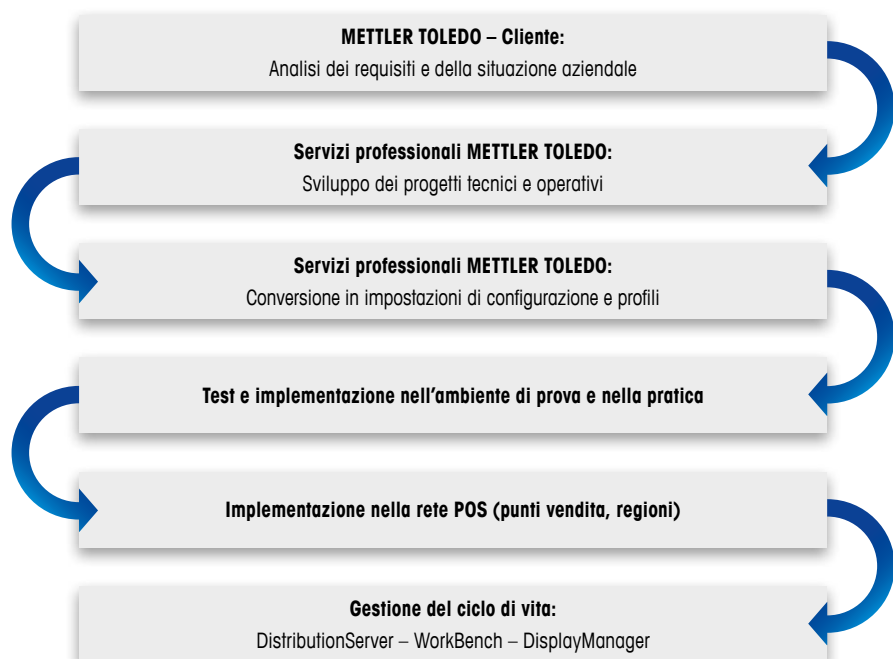 METTLER TOLEDO – Cliente:
Analisi dei requisiti e della situazione aziendale
Servizi professionali METTLER TOLEDO:
Sviluppo dei progetti tecnici e operativi
Servizi professionali METTLER TOLEDO:
Conversione in impostazioni di configurazione e profili
Test e implementazione nell'ambiente di prova e nella pratica
Implementazione nella rete POS (punti vendita, regioni)
Gestione del ciclo di vita:
DistributionServer – WorkBench – DisplayManager